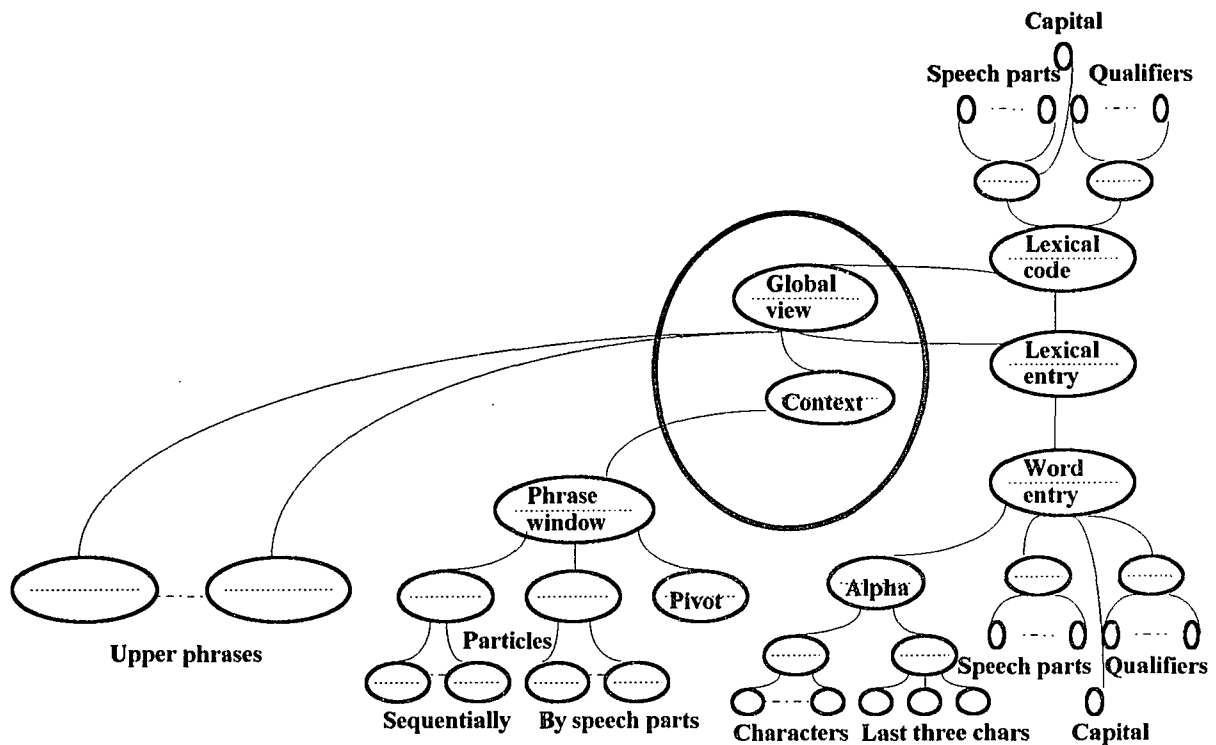 Capital
Speech parts
Qualifiers
Lexical
code
Global
view
Lexical
entry
Context
Word
entry
Phrase
window
Alpha
Pivot
Particles
Upper phrases
Speech parts
Qualifiers
Sequentially
By speech parts
Characters
Last three chars
Capital